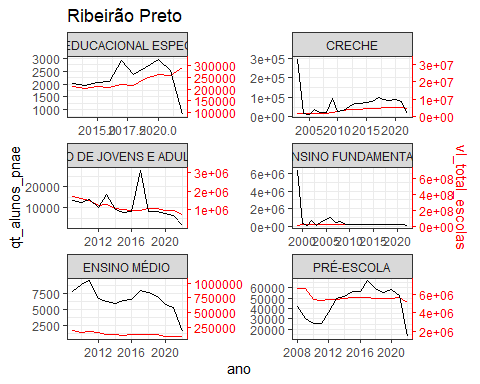 Ribeirão Preto
EDUCACIONAL ESPEC
CRECHE
3000
2500
2000
1500
1000
300000
250000
200000
150000
100000
2015.0 2017.5 2020.0
3e+05
2e+05
1e+05
0e+00
3e+07
2e+07
1e+07
0e+00
2005 2010 2015 2020
O DE JOVENS E ADUL
ENSINO FUNDAMENTA
20000
10000
3e+06
2e+06
1e+06
2012 2016 2020
6e+06
4e+06
2e+06
0e+00
6e+08
4e+08
2e+08
0e+00
2000 2005 2010 2015 2020
ENSINO MÉDIO
PRÉ-ESCOLA
7500
5000
2500
1000000
750000
500000
250000
2012 2016 2020
60000
50000
40000
30000
20000
6e+06
4e+06
2e+06
2008 2012 2016 2020
qt_alunos_pnae
vl_total_escolas
ano